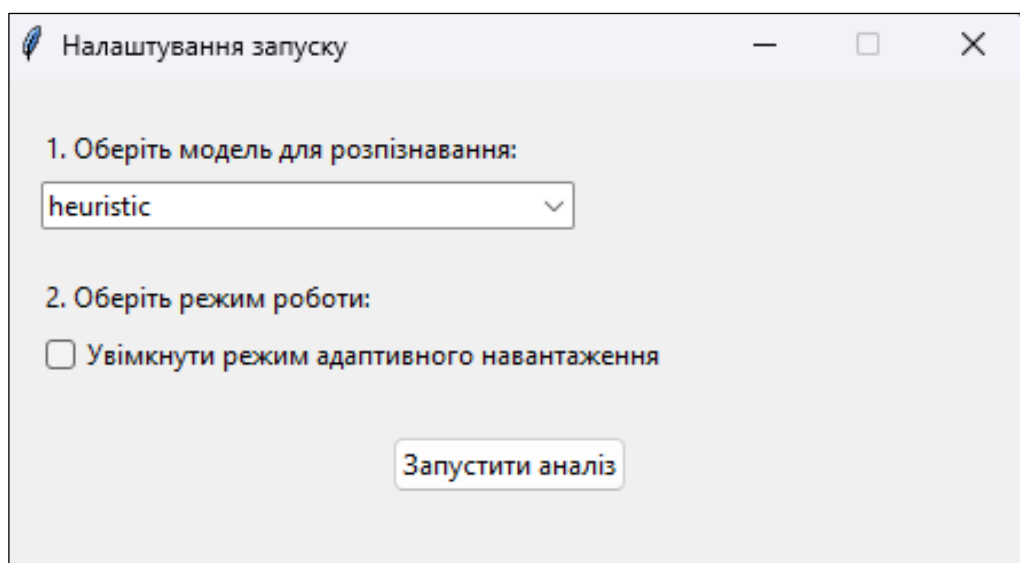 Налаштування запуску
1. Оберіть модель для розпізнавання:
heuristic
2. Оберіть режим роботи:
Увімкнути режим адаптивного навантаження
Запустити аналіз